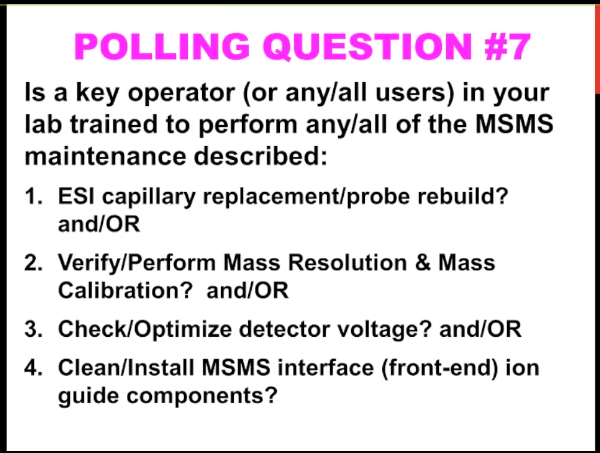 POLLING QUESTION #7
Is a key operator (or any/all users) in your
lab trained to perform any/all of the MSMS
maintenance described:
1. ESI capillary replacement/probe rebuild?
and/OR
2. Verify/Perform Mass Resolution & Mass
Calibration? and/OR
3. Check/Optimize detector voltage? and/OR
4. Clean/Install MSMS interface (front-end) ion
guide components?